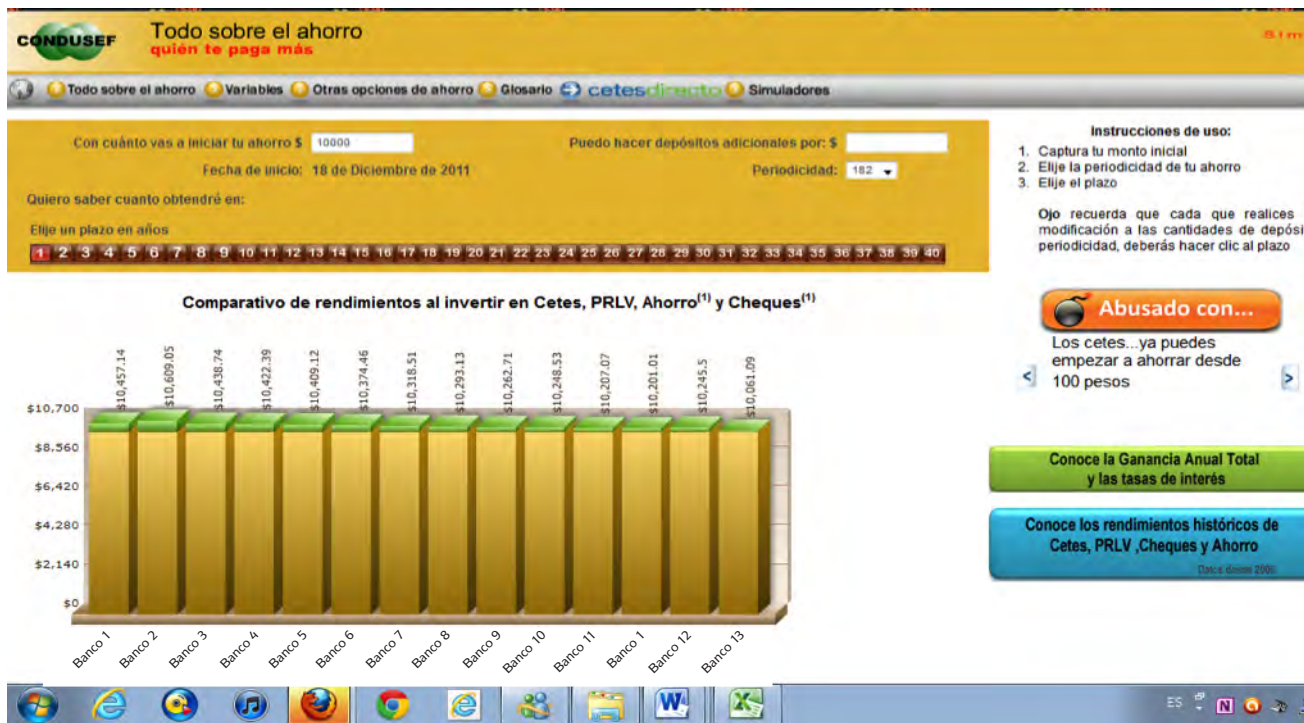 CONDUSEF
Todo sobre el ahorro
quién te paga más
Todo sobre el ahorro Variables Otras opciones de ahorro Glosario cetesdirecto Simuladores
Con cuánto vas a iniciar tu ahorro $ 10000
Puedo hacer depósitos adicionales por: $
Fecha de inicio: 18 de Diciembre de 2011
Periodicidad: 182
Quiero saber cuanto obtendré en:
Elije un plazo en años
1 2 3 4 5 6 7 8 9 10 11 12 13 14 15 16 17 18 19 20 21 22 23 24 25 26 27 28 29 30 31 32 33 34 35 36 37 38 39 40
Instrucciones de uso:
1. Captura tu monto inicial
2. Elije la periodicidad de tu ahorro
3. Elije el plazo
Ojo recuerda que cada que realices
modificación a las cantidades de depósi
periodicidad, deberás hacer clic al plazo
Comparativo de rendimientos al invertir en Cetes, PRLV, Ahorro(1) y Cheques(1)
$10,457.14
$10,609.05
$10,438.74
$10,422.39
$10,409.12
$10,374.46
$10,318.51
$10,293.13
$10,262.71
$10,248.53
$10,207.07
$10,201.01
$10,245.5
$10,061.09
$10,700
$8,560
$6,420
$4,280
$2,140
$0
Banco 1
Banco 2
Banco 3
Banco 4
Banco 5
Banco 6
Banco 7
Banco 8
Banco 9
Banco 10
Banco 11
Banco 1
Banco 12
Banco 13
Abusado con...
Los cetes...ya puedes
empezar a ahorrar desde
100 pesos
<
>
Conoce la Ganancia Anual Total
y las tasas de interés
Conoce los rendimientos históricos de
Cetes, PRLV ,Cheques y Ahorro
Datos desde 2006
ES